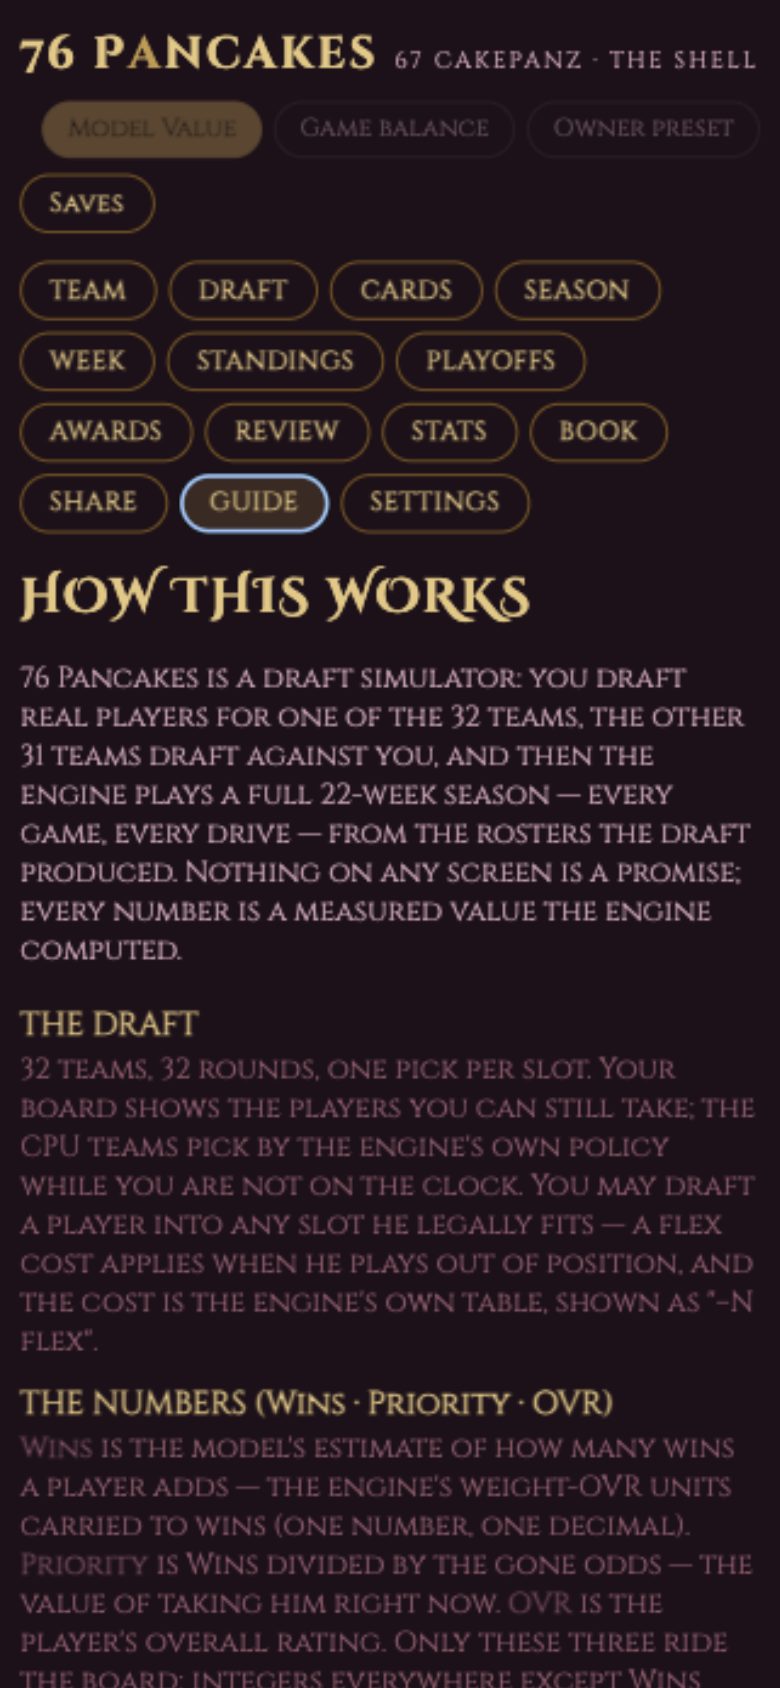 76 PANCAKES 67 CAKEPANZ · THE SHELL
MODEL VALUE GAME BALANCE OWNER PRESET
SAVES
TEAM DRAFT CARDS SEASON
WEEK STANDINGS PLAYOFFS
AWARDS REVIEW STATS BOOK
SHARE GUIDE SETTINGS
HOW THIS WORKS
76 PANCAKES IS A DRAFT SIMULATOR: YOU DRAFT
REAL PLAYERS FOR ONE OF THE 32 TEAMS, THE OTHER
31 TEAMS DRAFT AGAINST YOU, AND THEN THE
ENGINE PLAYS A FULL 22-WEEK SEASON — EVERY
GAME, EVERY DRIVE — FROM THE ROSTERS THE DRAFT
PRODUCED. NOTHING ON ANY SCREEN IS A PROMISE;
EVERY NUMBER IS A MEASURED VALUE THE ENGINE
COMPUTED.
THE DRAFT
32 TEAMS, 32 ROUNDS, ONE PICK PER SLOT. YOUR
BOARD SHOWS THE PLAYERS YOU CAN STILL TAKE; THE
CPU TEAMS PICK BY THE ENGINE'S OWN POLICY
WHILE YOU ARE NOT ON THE CLOCK. YOU MAY DRAFT
A PLAYER INTO ANY SLOT HE LEGALLY FITS — A FLEX
COST APPLIES WHEN HE PLAYS OUT OF POSITION, AND
THE COST IS THE ENGINE'S OWN TABLE, SHOWN AS "−N
FLEX".
THE NUMBERS (WINS · PRIORITY · OVR)
WINS IS THE MODEL'S ESTIMATE OF HOW MANY WINS
A PLAYER ADDS — THE ENGINE'S WEIGHT-OVR UNITS
CARRIED TO WINS (ONE NUMBER, ONE DECIMAL).
PRIORITY IS WINS DIVIDED BY THE GONE ODDS — THE
VALUE OF TAKING HIM RIGHT NOW. OVR IS THE
PLAYER'S OVERALL RATING. ONLY THESE THREE RIDE
THE BOARD; INTEGERS EVERYWHERE EXCEPT WINS